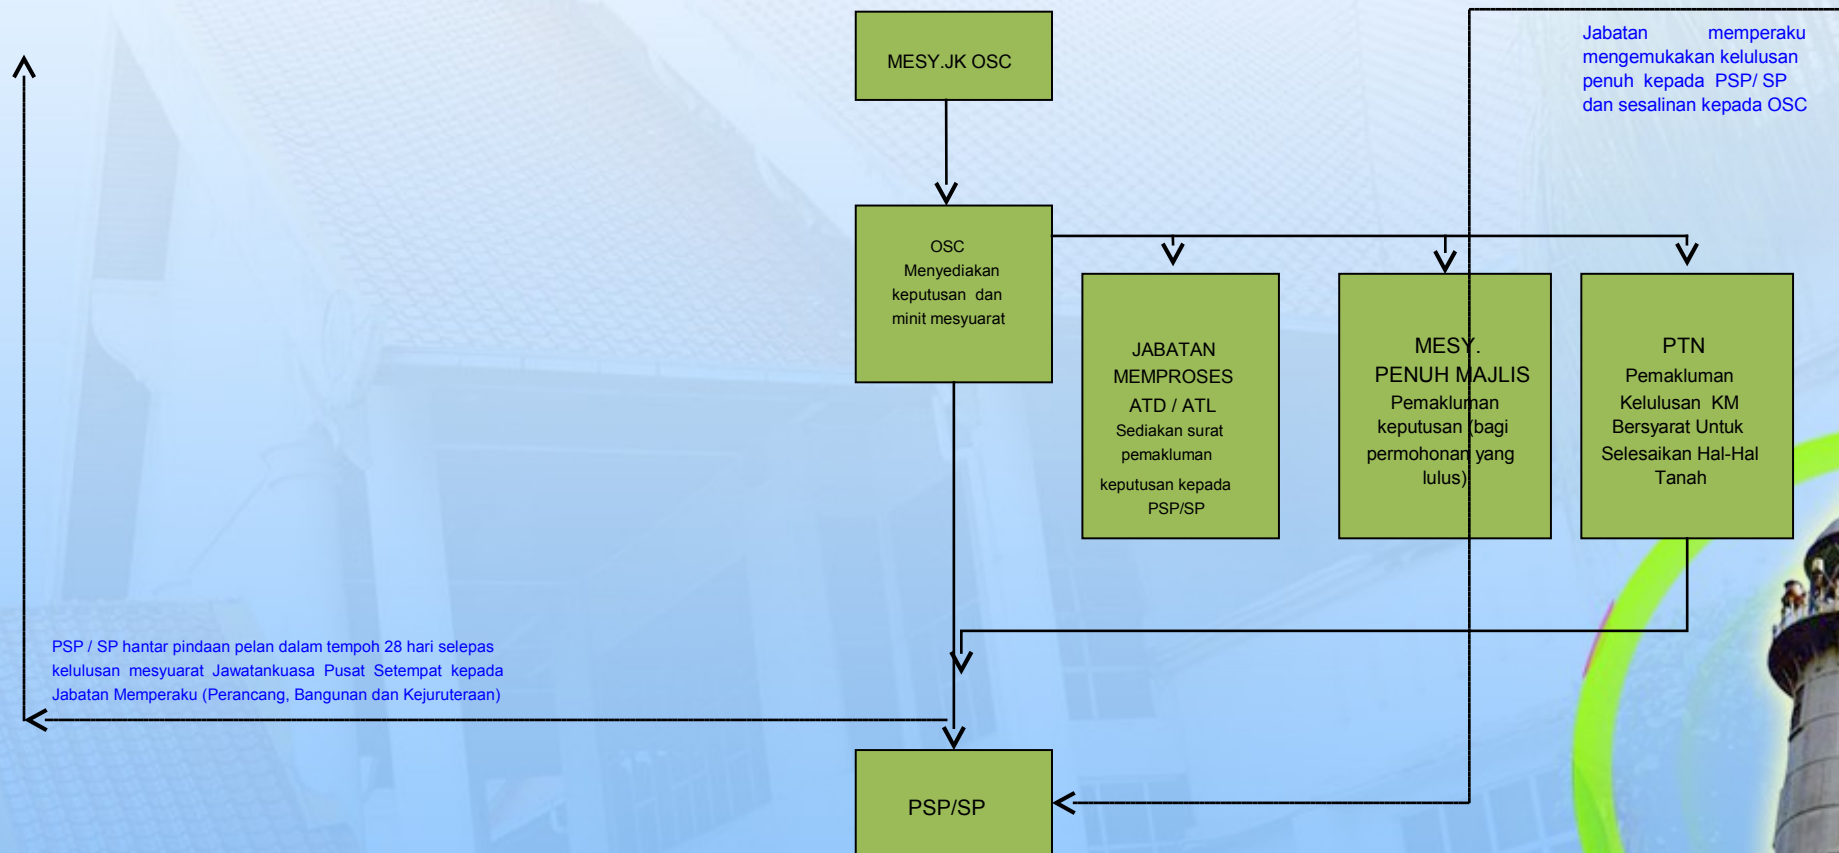 MESY.JK OSC
Jabatan memperaku
mengemukakan kelulusan
penuh kepada PSP/ SP
dan sesalinan kepada OSC
OSC
Menyediakan
keputusan dan
minit mesyuarat
JABATAN
MEMPROSES
ATD / ATL
Sediakan surat
pemakluman
keputusan kepada
PSP/SP
MESY.
PENUH MAJLIS
Pemakluman
keputusan (bagi
permohonan yang
lulus)
PTN
Pemakluman
Kelulusan KM
Bersyarat Untuk
Selesaikan Hal-Hal
Tanah
PSP / SP hantar pindaan pelan dalam tempoh 28 hari selepas
kelulusan mesyuarat Jawatankuasa Pusat Setempat kepada
Jabatan Memperaku (Perancang, Bangunan dan Kejuruteraan)
PSP/SP